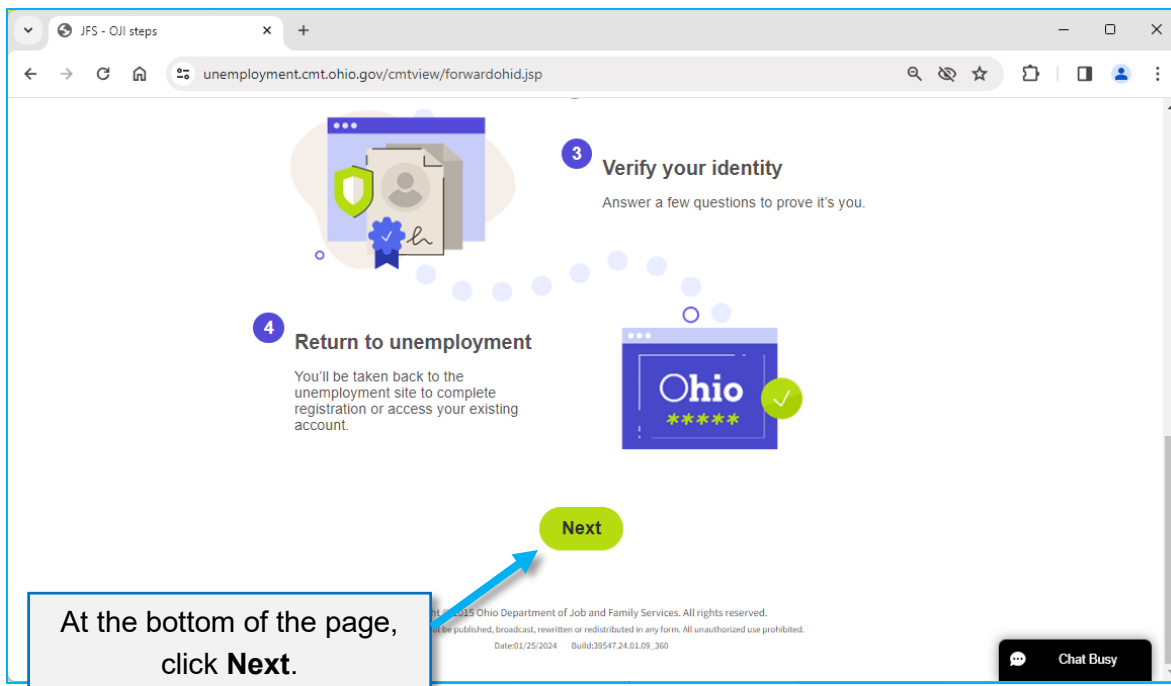 JFS - OJI steps
unemployment.cmt.ohio.gov/cmtview/forwardohid.jsp
3
Verify your identity
Answer a few questions to prove it's you.
4
Return to unemployment
You'll be taken back to the
unemployment site to complete
registration or access your existing
account.
Ohio
*****
Next
At the bottom of the page,
click Next.
2015 Ohio Department of Job and Family Services. All rights reserved.
be published, broadcast, rewritten or redistributed in any form. All unauthorized use prohibited.
Date:01/25/2024 Build:39547.24.01.09_360
Chat Busy